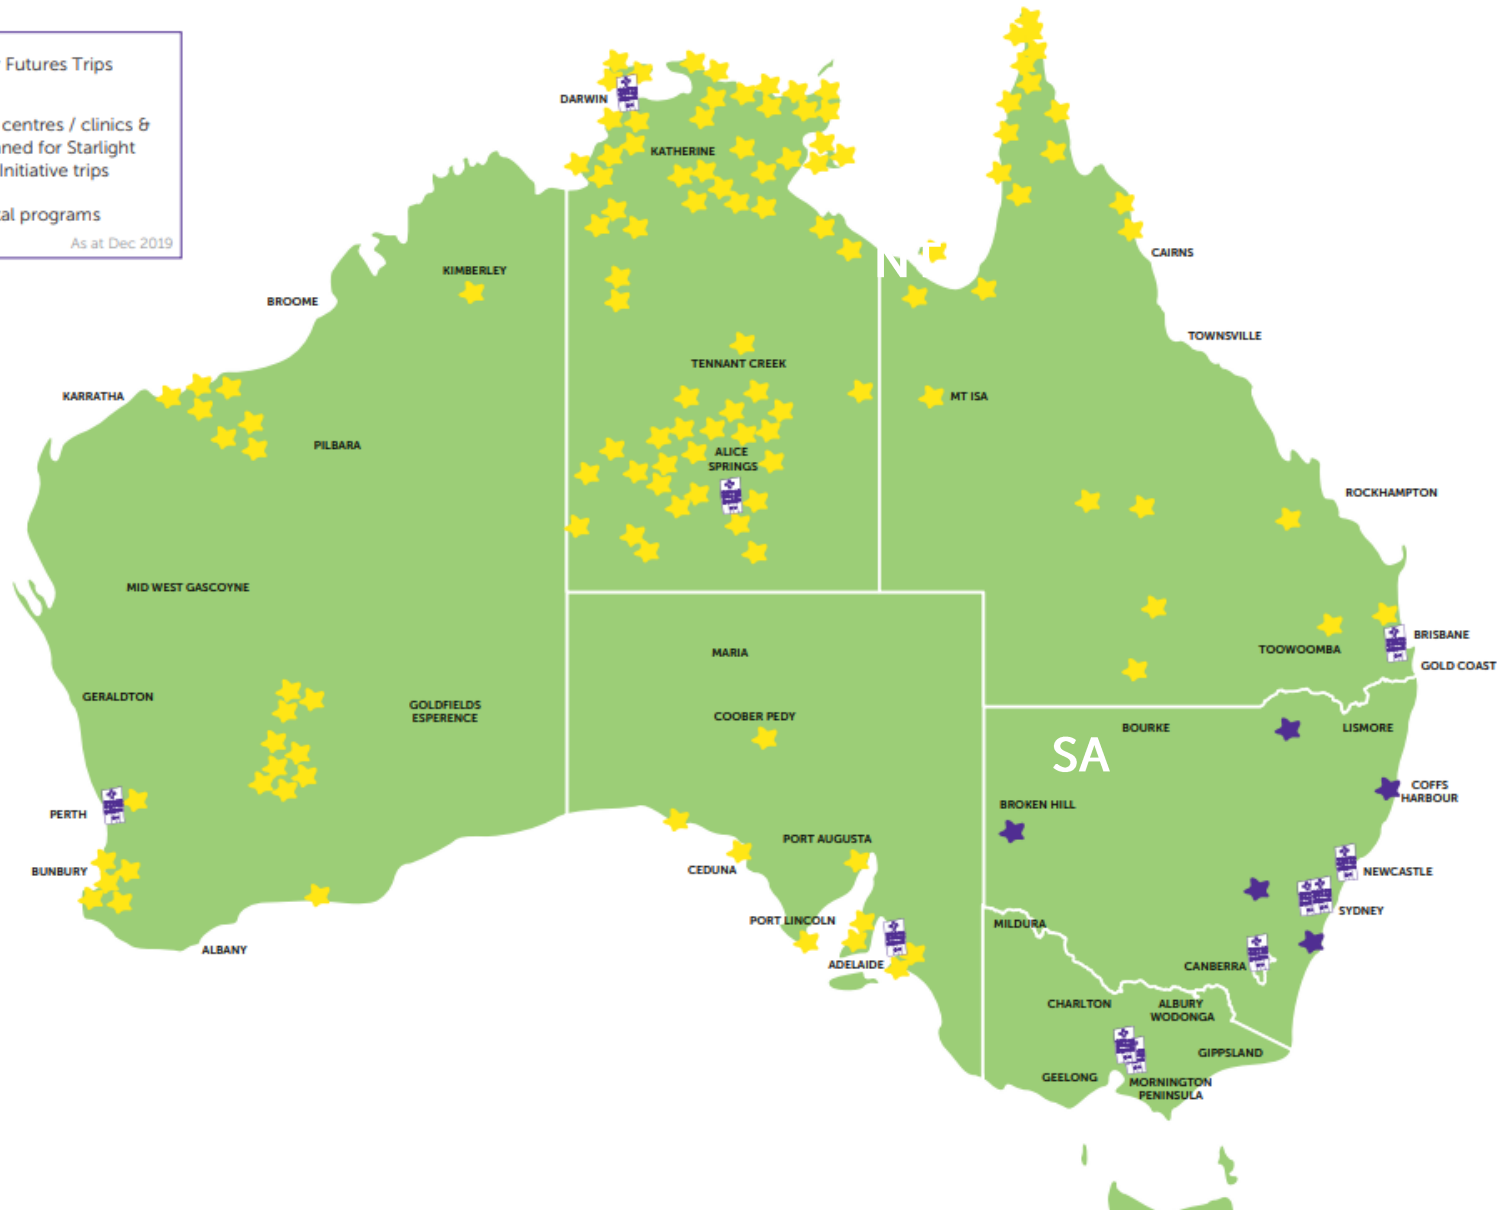 Futures Trips
centres / clinics &
ned for Starlight
Initiative trips
al programs
As at Dec 2019
DARWIN
KATHERINE
NT
CAIRNS
KIMBERLEY
BROOME
TOWNSVILLE
TENNANT CREEK
KARRATHA
MT ISA
PILBARA
ALICE
SPRINGS
ROCKHAMPTON
MID WEST GASCOYNE
BRISBANE
TOOWOOMBA
MARIA
GOLD COAST
GERALDTON
GOLDFIELDS
ESPERENCE
COOBER PEDY
BOURKE
LISMORE
SA
COFFS
HARBOUR
BROKEN HILL
PERTH
PORT AUGUSTA
CEDUNA
BUNBURY
NEWCASTLE
SYDNEY
PORT LINCOLN
MILDURA
ALBANY
ADELAIDE
CANBERRA
CHARLTON
ALBURY
WODONGA
GIPPSLAND
GEELONG
MORNINGTON
PENINSULA